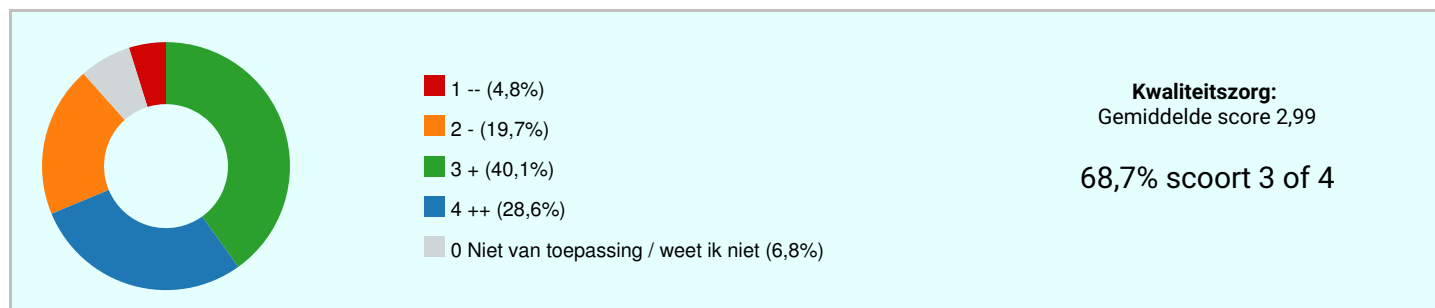 1 -- (4,8%)
2 - (19,7%)
3 + (40,1%)
4 ++ (28,6%)
0 Niet van toepassing / weet ik niet (6,8%)
Kwaliteitszorg:
Gemiddelde score 2,99
68,7% scoort 3 of 4